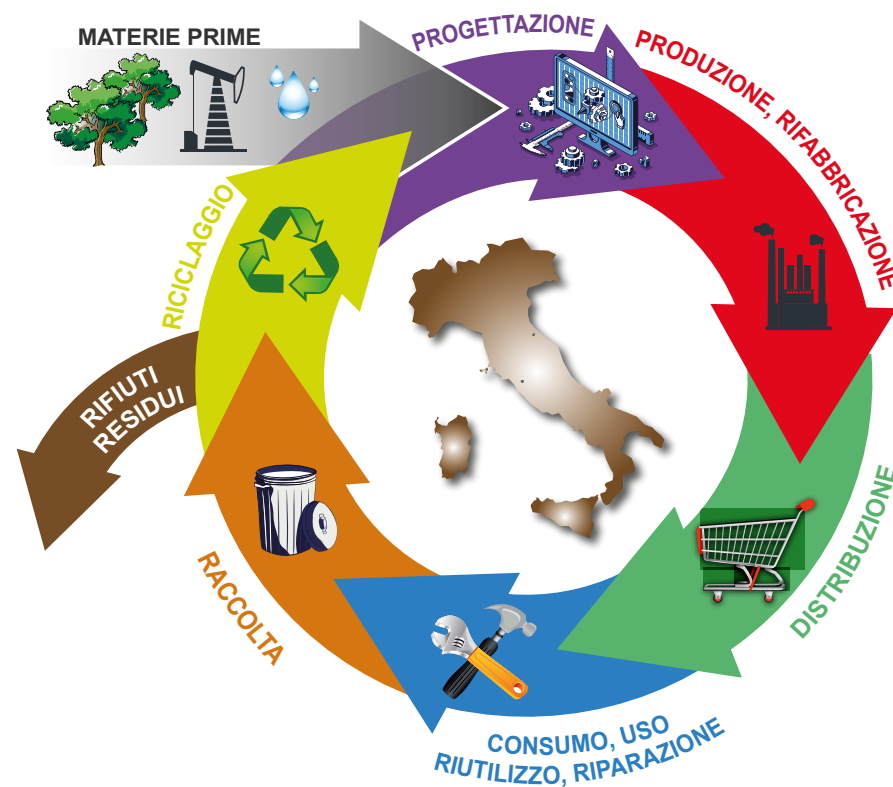 MATERIE PRIME
PROGETTAZIONE
PRODUZIONE, RIFABBRICAZIONE
DISTRIBUZIONE
CONSUMO, USO
RIUTILIZZO, RIPARAZIONE
RACCOLTA
RICICLAGGIO
RIFIUTI
RESIDUI